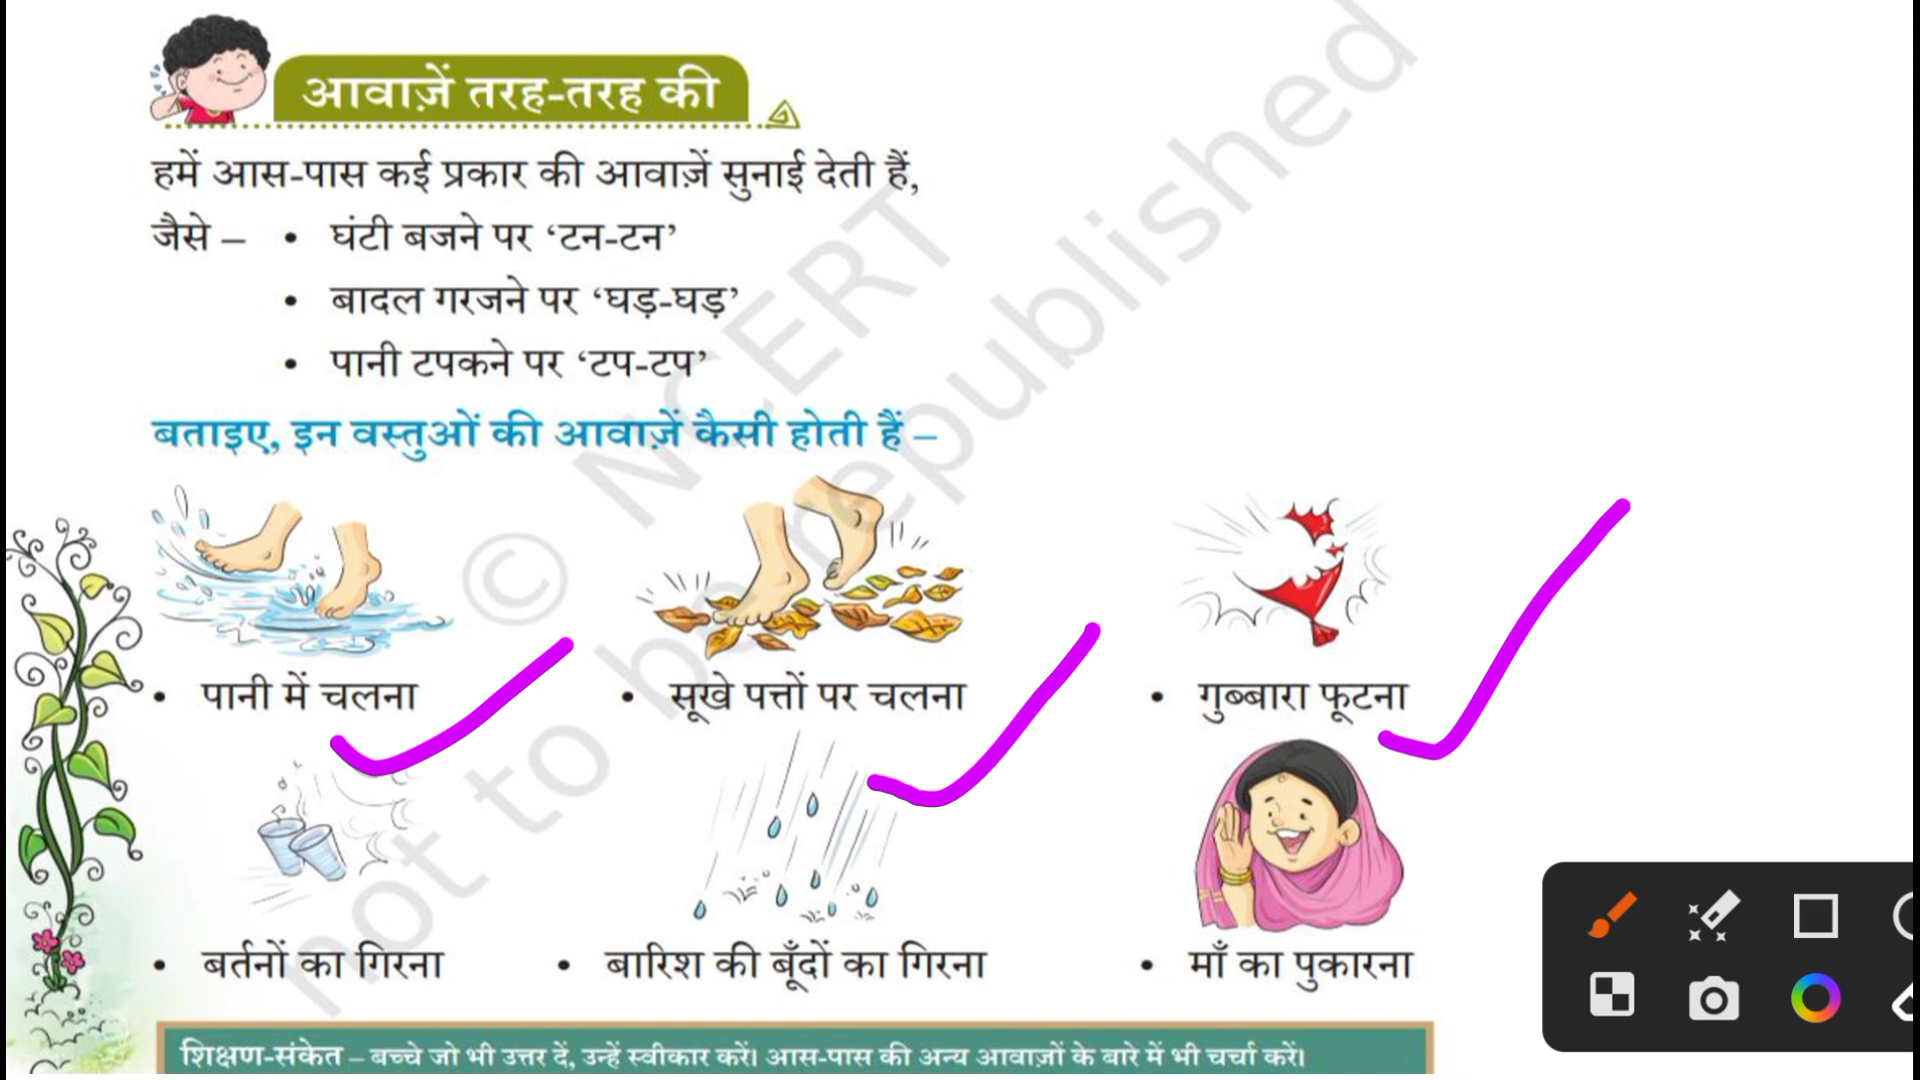 आवाज़ें तरह-तरह की
हमें आस-पास कई प्रकार की आवाज़ें सुनाई देती हैं,
जैसे – • घंटी बजने पर ‘टन-टन’
• बादल गरजने पर ‘घड़-घड़’
• पानी टपकने पर ‘टप-टप’
बताइए, इन वस्तुओं की आवाज़ें कैसी होती हैं –
• पानी में चलना • सूखे पत्तों पर चलना • गुब्बारा फूटना
• बर्तनों का गिरना • बारिश की बूँदों का गिरना • माँ का पुकारना
शिक्षण-संकेत – बच्चे जो भी उत्तर दें, उन्हें स्वीकार करें। आस-पास की अन्य आवाज़ों के बारे में भी चर्चा करें।
© NCERT
not to be republished